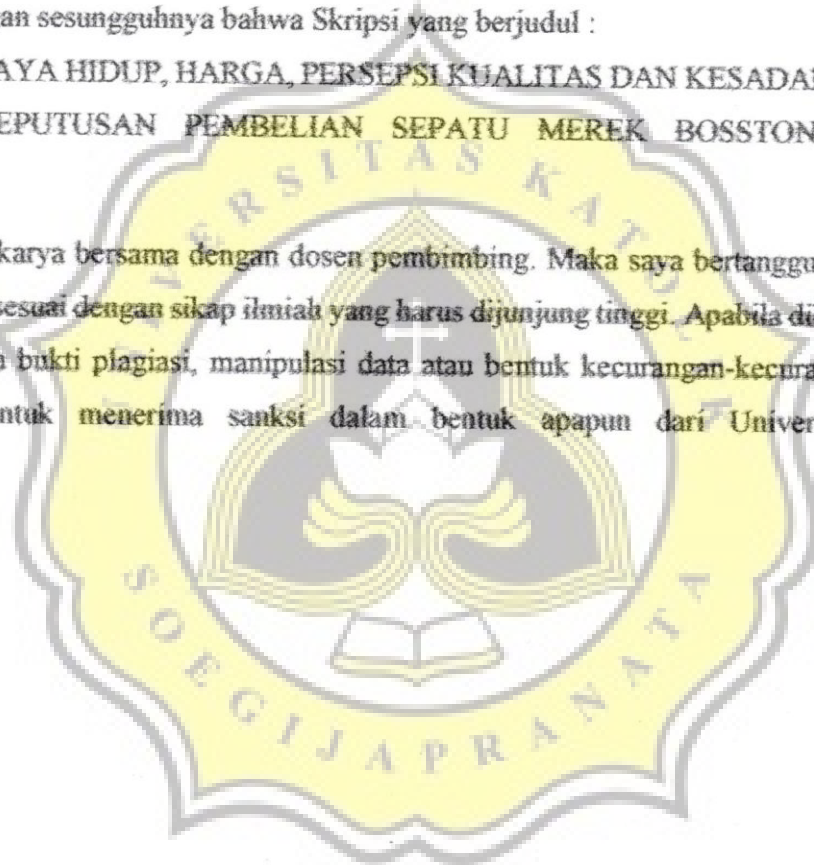 an sesungguhnya bahwa Skripsi yang berjudul :
AYA HIDUP, HARGA, PERSEPSI KUALITAS DAN KESADA
EPUTUSAN PEMBELIAN SEPATU MEREK BOSSTON
karya bersama dengan dosen pembimbing. Maka saya bertanggu
sesuai dengan sikap ilmiah yang harus dijunjung tinggi. Apabila di
bukti plagiasi, manipulasi data atau bentuk kecurangan-kecura
ntuk menerima sanksi dalam bentuk apapun dari Univer
UNIVERSITAS KATOLIK
SOEGIJAPRANATA